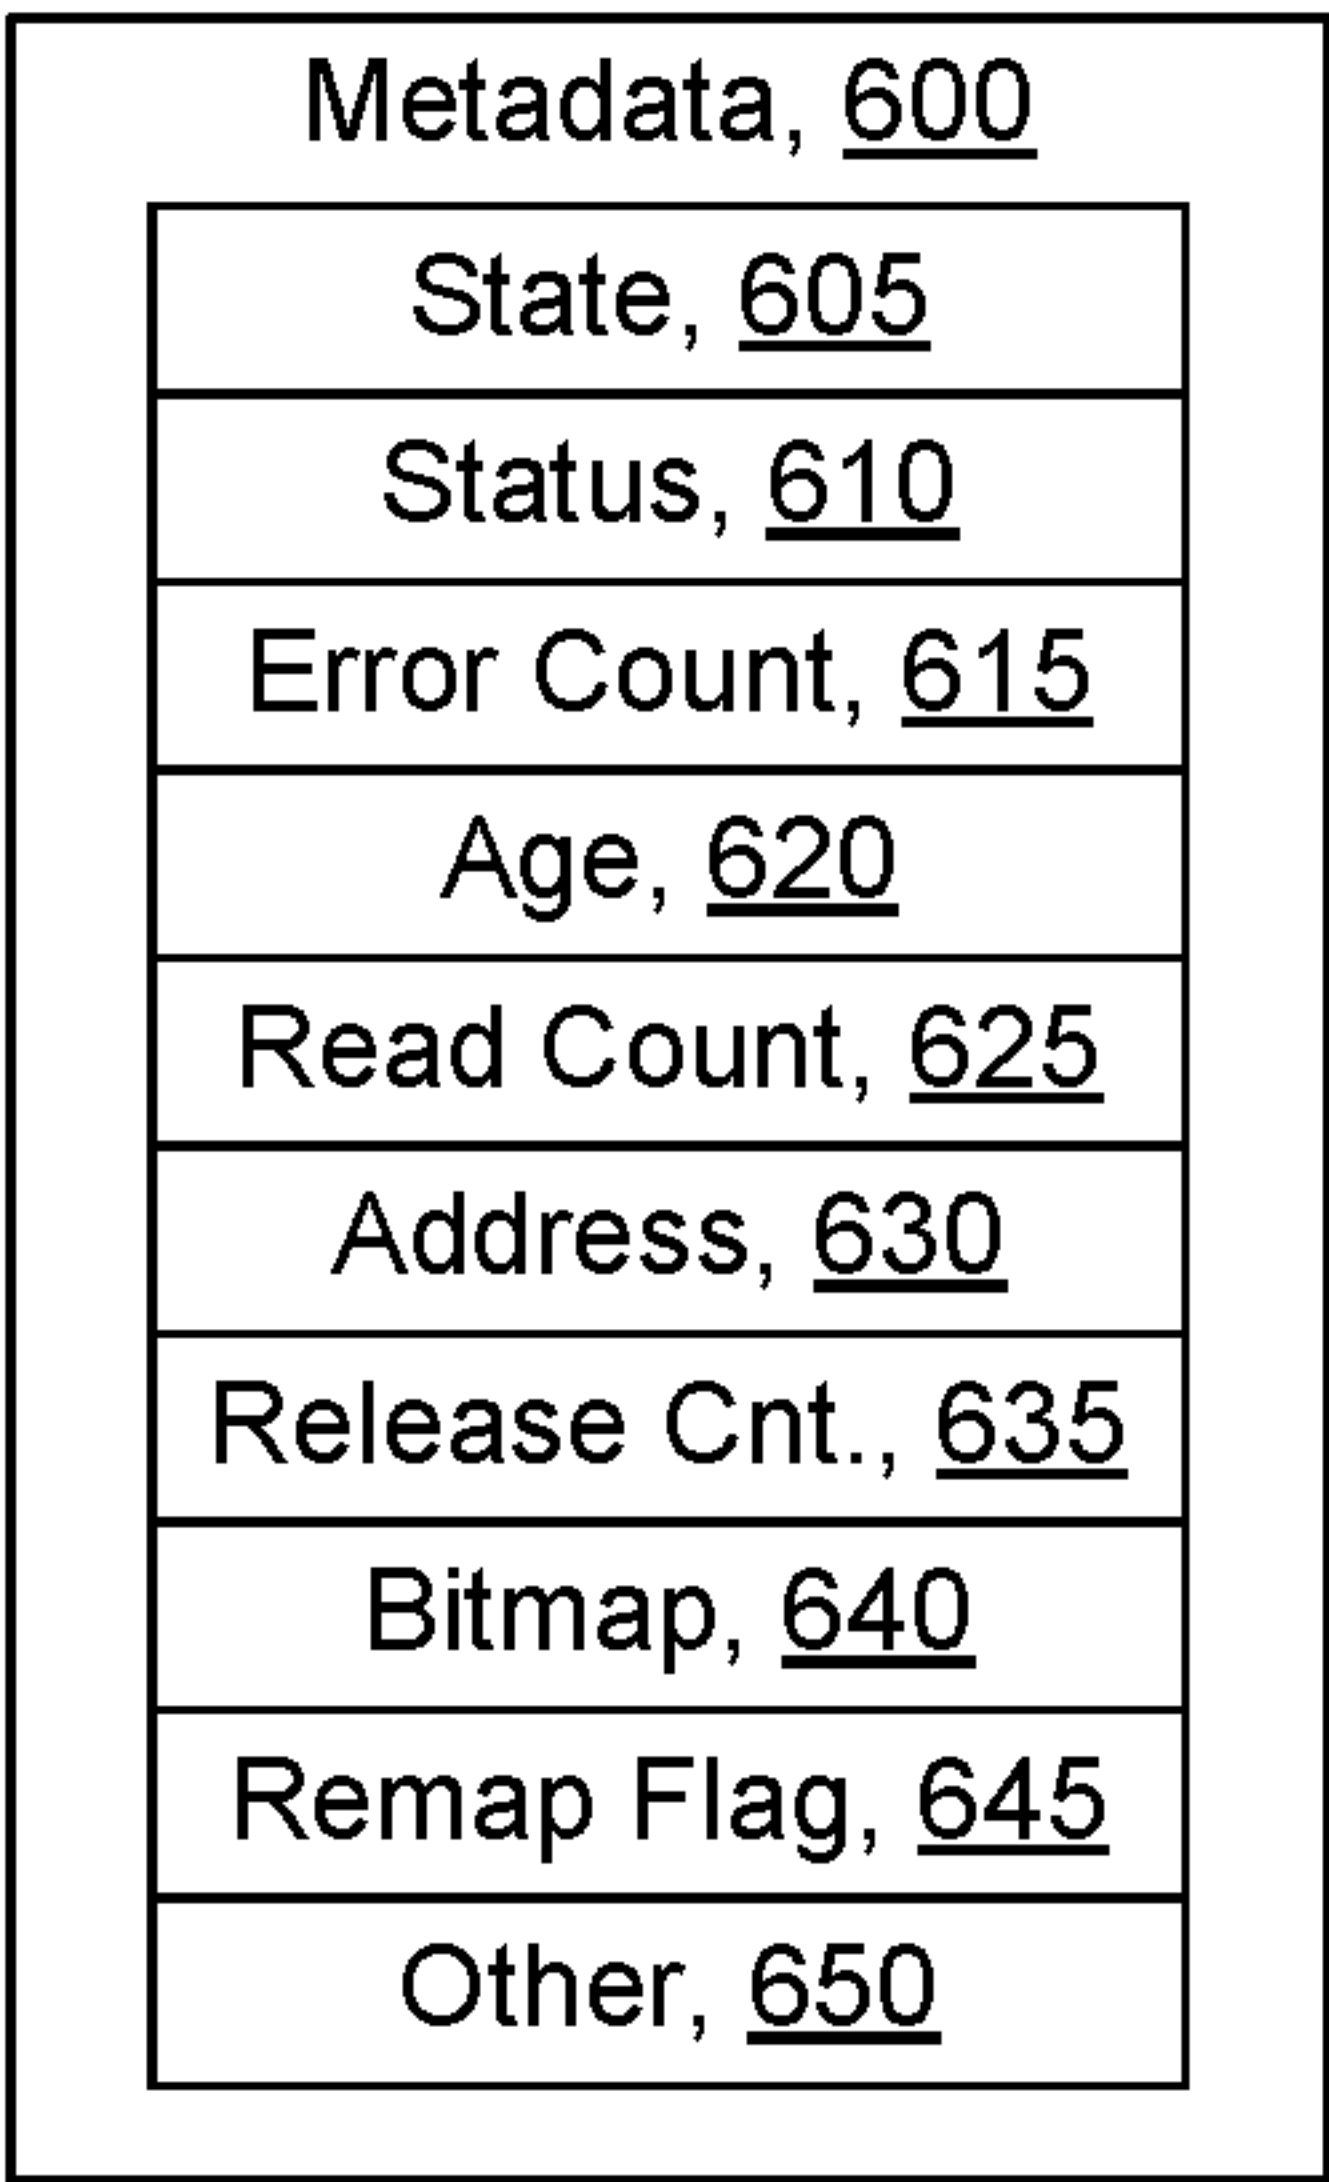 Metadata, 600
State, 605
Status, 610
Error Count, 615
Age, 620
Read Count, 625
Address, 630
Release Cnt., 635
Bitmap, 640
Remap Flag, 645
Other, 650